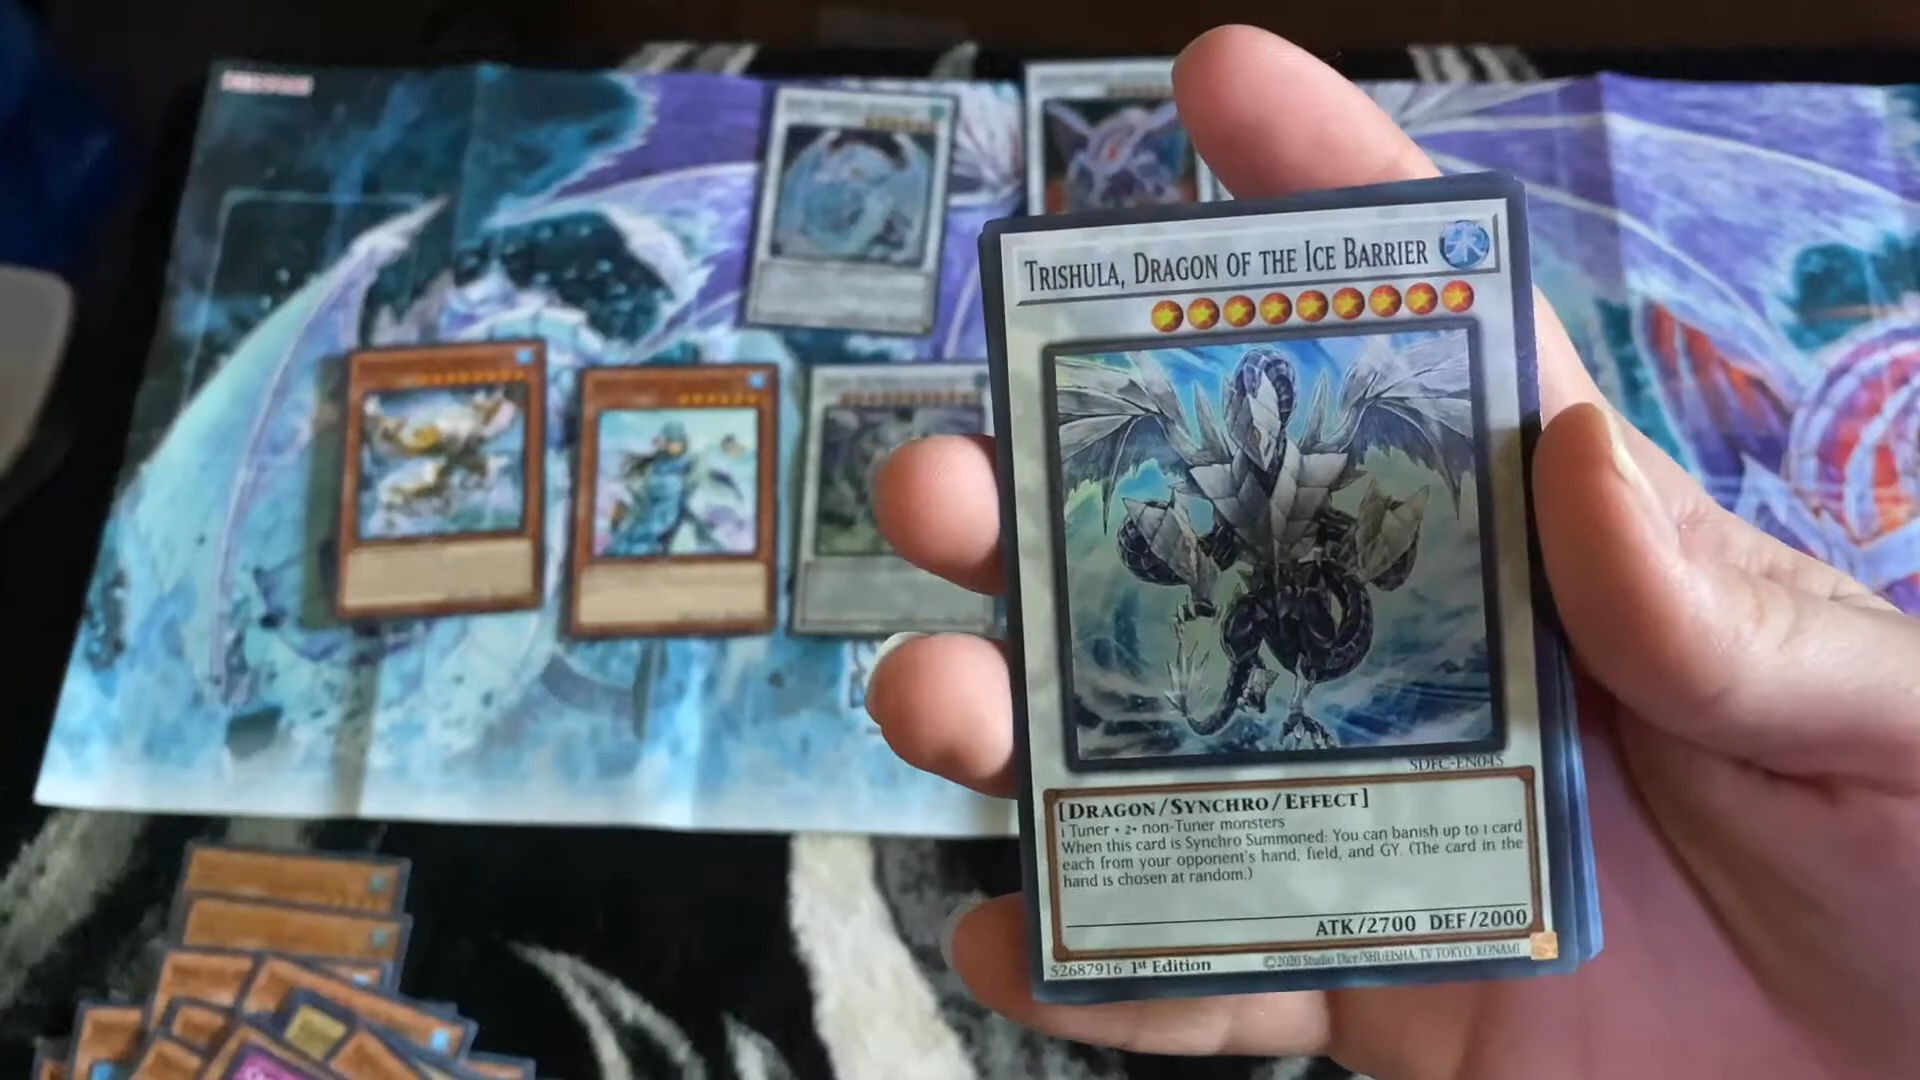 TRISHULA, DRAGON OF THE ICE BARRIER
SDFC-EN045
[DRAGON/SYNCHRO/EFFECT]
1 Tuner + 2+ non-Tuner monsters
When this card is Synchro Summoned: You can banish up to 1 card
each from your opponent's hand, field, and GY. (The card in the
hand is chosen at random.)
ATK/2700 DEF/2000
52687916 1st Edition ©2020 Studio Dice/SHUEISHA, TV TOKYO, KONAMI